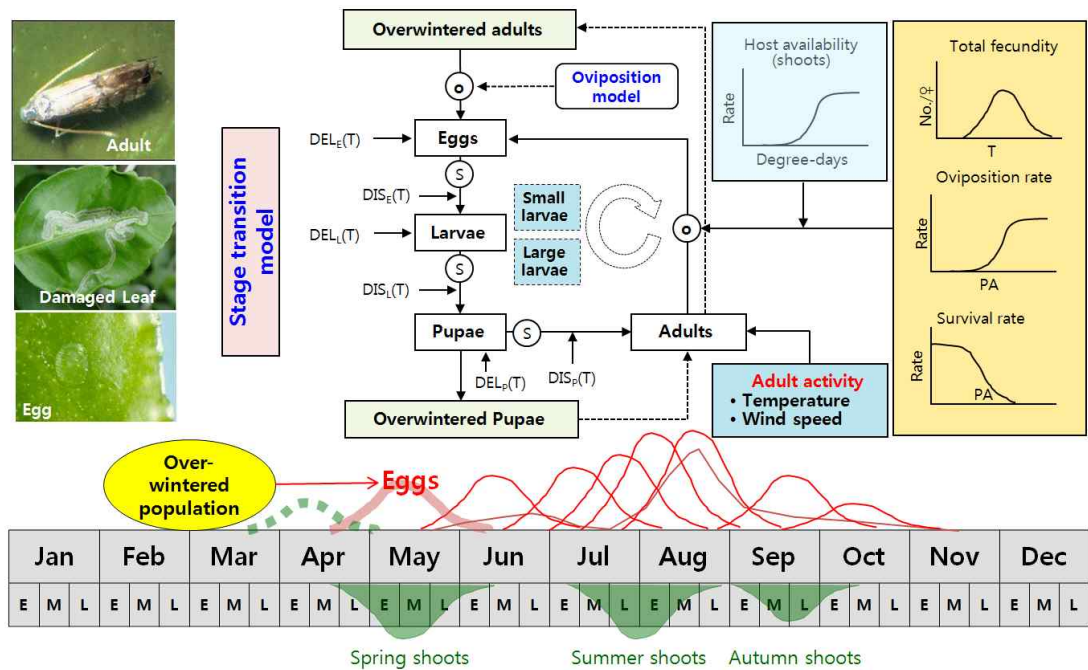 Adult
Damaged Leaf
Egg
Stage transition
model
Overwintered adults
o
Oviposition
model
DEL_E(T)
Eggs
S
DIS_E(T)
DEL_L(T)
Larvae
Small
larvae
Large
larvae
S
DIS_L(T)
o
Pupae
S
Adults
DEL_P(T)
DIS_P(T)
Overwintered Pupae
Adult activity
• Temperature
• Wind speed
Host availability
(shoots)
Rate
Degree-days
Total fecundity
No./♀
T
Oviposition rate
Rate
PA
Survival rate
Rate
PA
Over-
wintered
population
Eggs
Jan Feb Mar Apr May Jun Jul Aug Sep Oct Nov Dec
E M L E M L E M L E M L E M L E M L E M L E M L E M L E M L E M L E M L
Spring shoots Summer shoots Autumn shoots